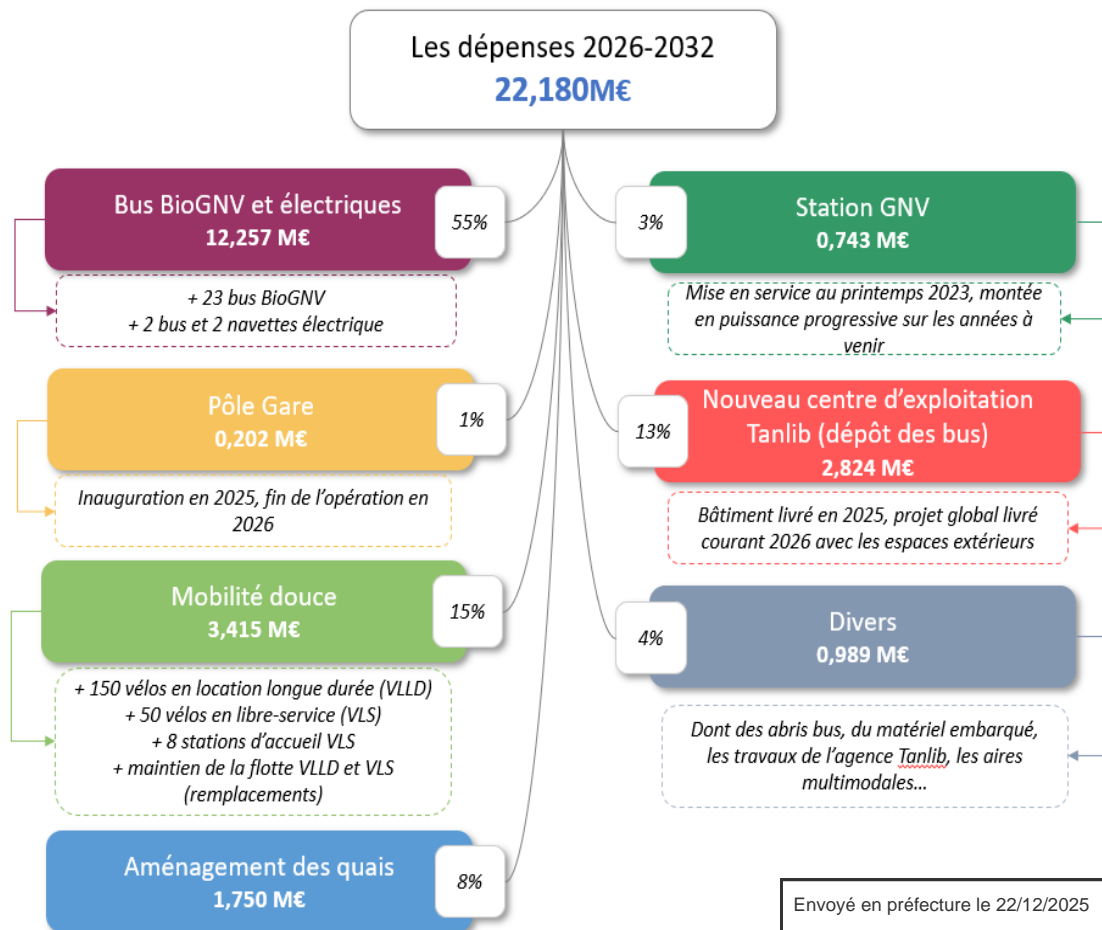 Les dépenses 2026-2032
22,180M€
Bus BioGNV et électriques
12,257 M€
55%
+ 23 bus BioGNV
+ 2 bus et 2 navettes électrique
Pôle Gare
0,202 M€
1%
Inauguration en 2025, fin de l'opération en
2026
Mobilité douce
3,415 M€
15%
+ 150 vélos en location longue durée (VLLD)
+ 50 vélos en libre-service (VLS)
+ 8 stations d'accueil VLS
+ maintien de la flotte VLLD et VLS
(remplacements)
Aménagement des quais
1,750 M€
8%
3%
Station GNV
0,743 M€
Mise en service au printemps 2023, montée
en puissance progressive sur les années à
venir
13%
Nouveau centre d'exploitation
Tanlib (dépôt des bus)
2,824 M€
Bâtiment livré en 2025, projet global livré
courant 2026 avec les espaces extérieurs
4%
Divers
0,989 M€
Dont des abris bus, du matériel embarqué,
les travaux de l'agence Tanlib, les aires
multimodales...
Envoyé en préfecture le 22/12/2025